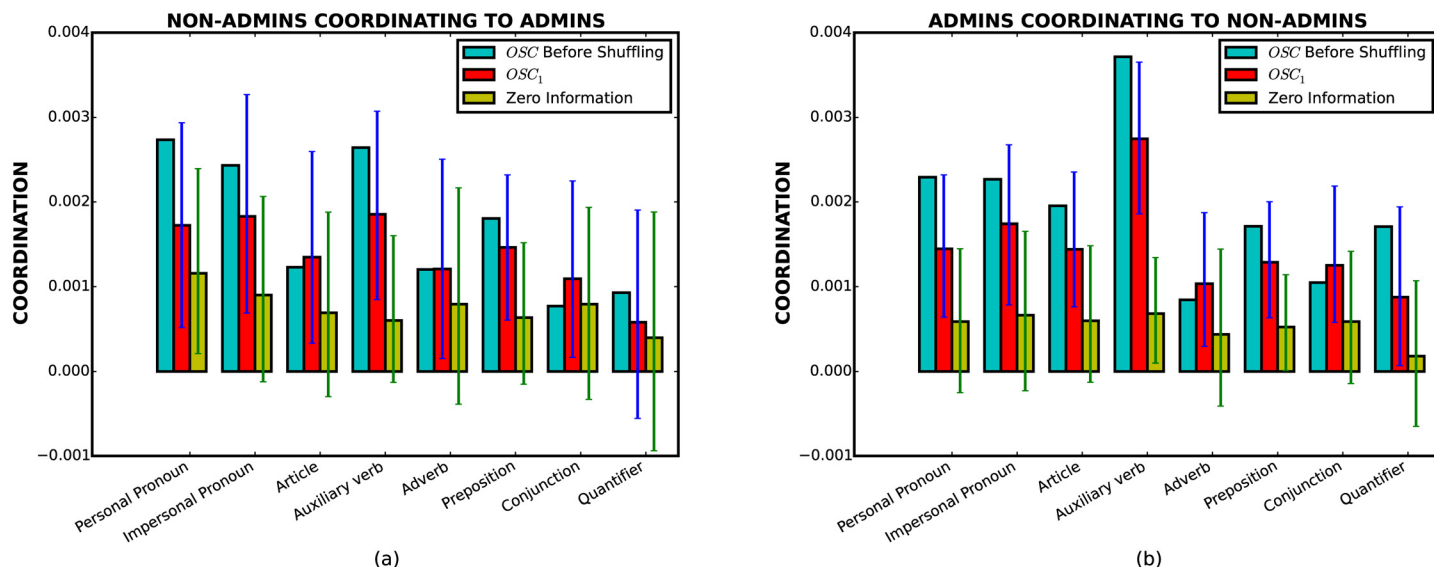 NON-ADMINS COORDINATING TO ADMINS
0.004
0.003
0.002
0.001
0.000
−0.001
COORDINATION
OSC Before Shuffling
OSC₁
Zero Information
Personal Pronoun
Impersonal Pronoun
Article
Auxiliary verb
Adverb
Preposition
Conjunction
Quantifier
(a)
ADMINS COORDINATING TO NON-ADMINS
0.004
0.003
0.002
0.001
0.000
−0.001
COORDINATION
OSC Before Shuffling
OSC₁
Zero Information
Personal Pronoun
Impersonal Pronoun
Article
Auxiliary verb
Adverb
Preposition
Conjunction
Quantifier
(b)